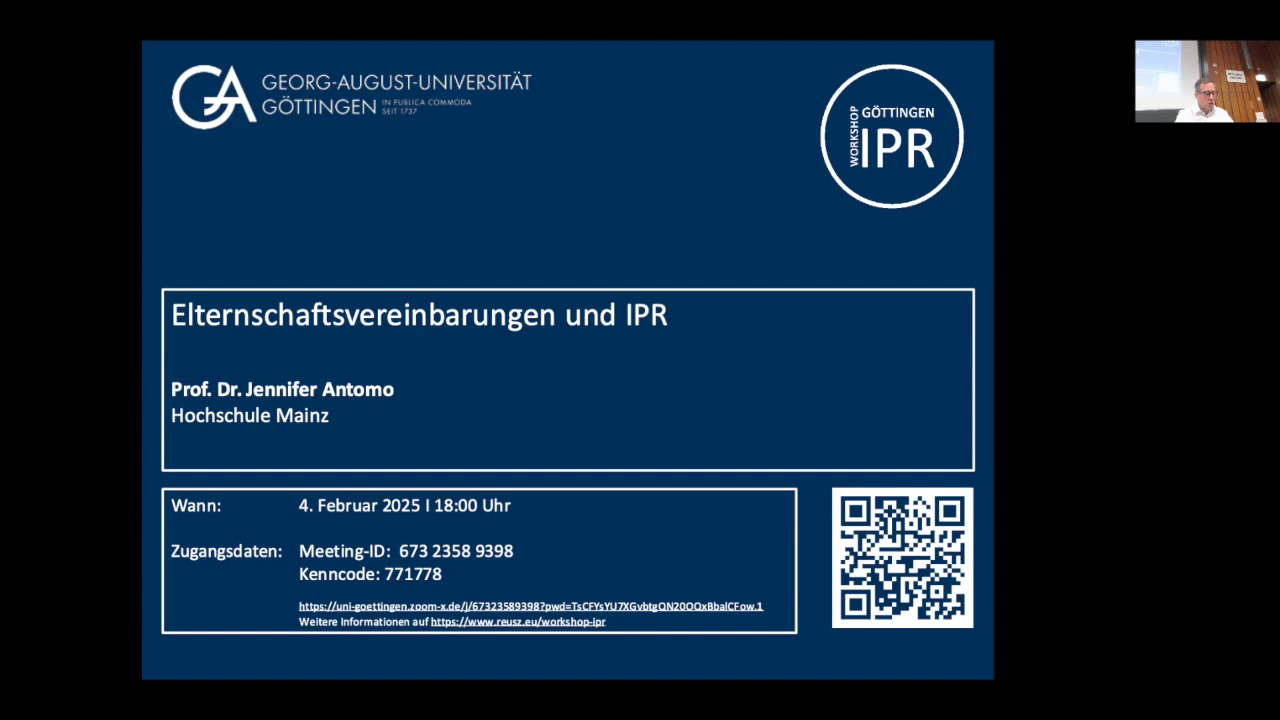 GEORG-AUGUST-UNIVERSITÄT
GÖTTINGEN IN PUBLICA COMMODA
SEIT 1737
WORKSHOP
GÖTTINGEN
IPR
Elternschaftsvereinbarungen und IPR
Prof. Dr. Jennifer Antomo
Hochschule Mainz
Wann: 4. Februar 2025 I 18:00 Uhr
Zugangsdaten: Meeting-ID: 673 2358 9398
Kenncode: 771778
https://uni-goettingen.zoom-x.de/j/67323589398?pwd=TsCFYsYU7XGvbtgQN20OQxBbalCFow.1
Weitere Informationen auf https://www.reusz.eu/workshop-ipr